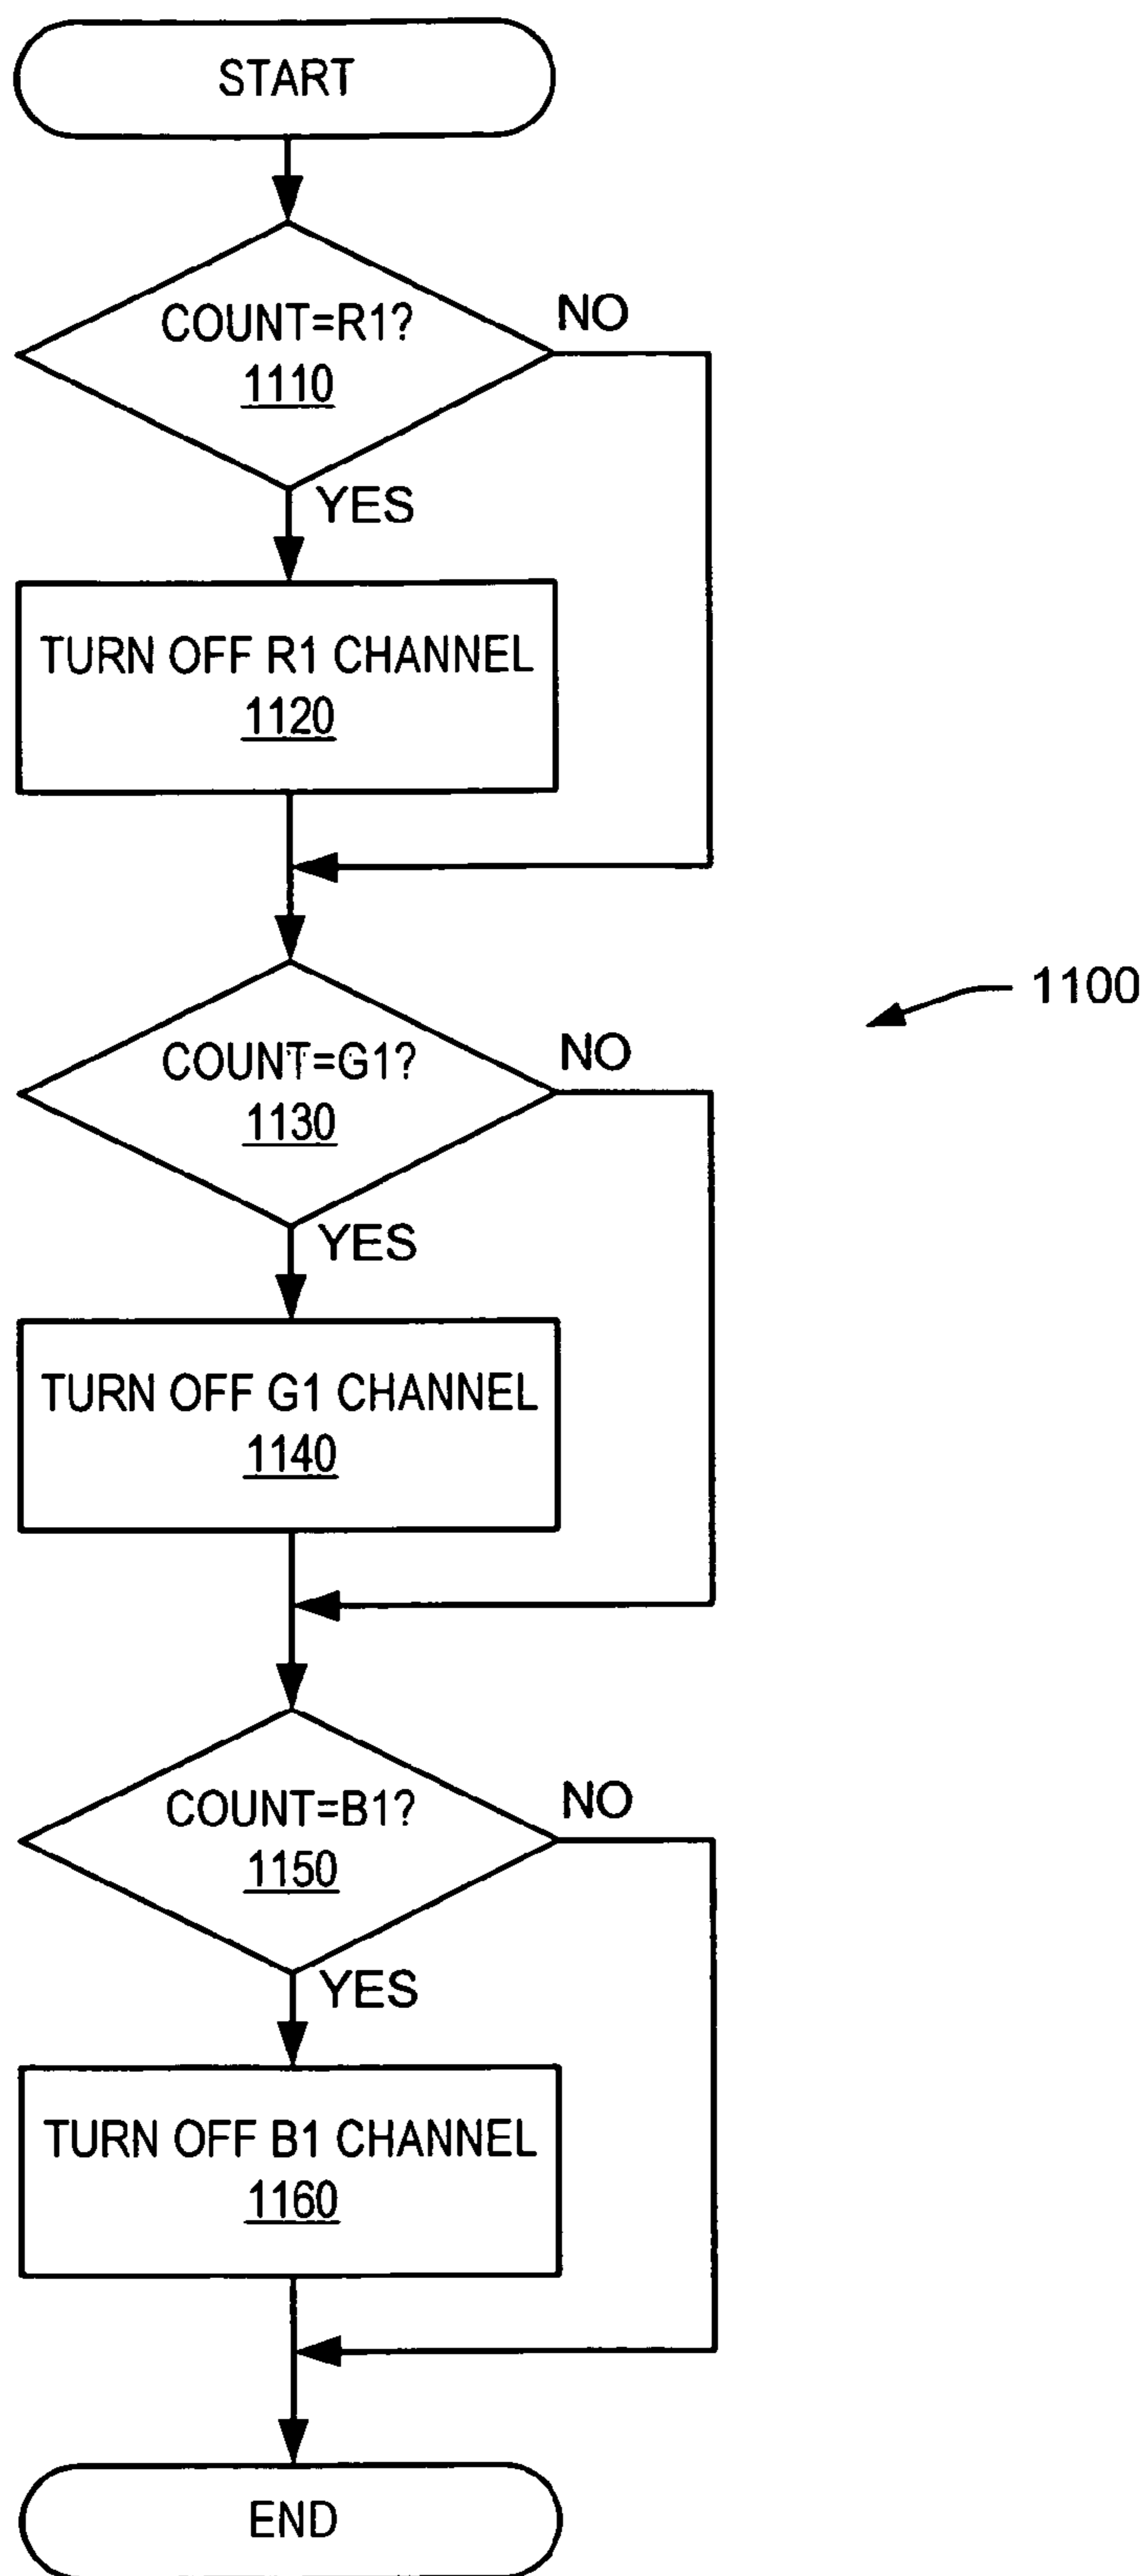 START
COUNT=R1?
1110
NO
YES
TURN OFF R1 CHANNEL
1120
COUNT=G1?
1130
NO
1100
YES
TURN OFF G1 CHANNEL
1140
COUNT=B1?
1150
NO
YES
TURN OFF B1 CHANNEL
1160
END